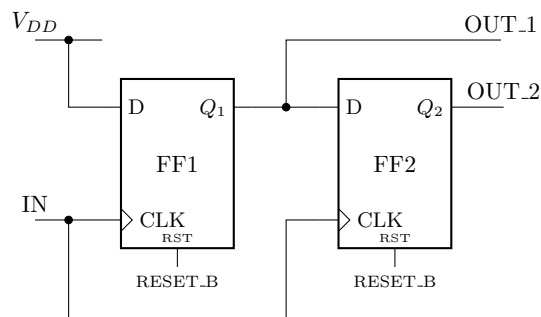 V_DD
OUT_1
D Q_1 D Q_2 OUT_2
FF1 FF2
IN CLK CLK
RST RST
RESET_B RESET_B